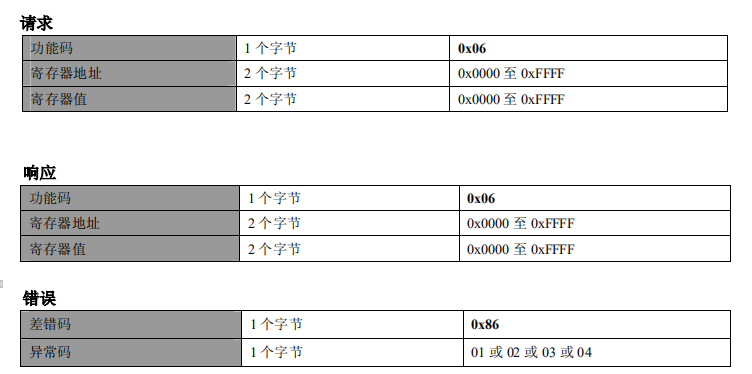 请求
功能码 1 个字节 0x06
寄存器地址 2 个字节 0x0000 至 0xFFFF
寄存器值 2 个字节 0x0000 至 0xFFFF
响应
功能码 1 个字节 0x06
寄存器地址 2 个字节 0x0000 至 0xFFFF
寄存器值 2 个字节 0x0000 至 0xFFFF
错误
差错码 1 个字节 0x86
异常码 1 个字节 01 或 02 或 03 或 04